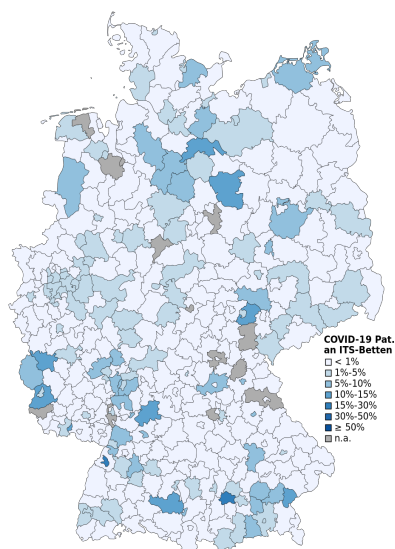 COVID-19 Pat.
an ITS-Betten
< 1%
1%-5%
5%-10%
10%-15%
15%-30%
30%-50%
≥ 50%
n.a.